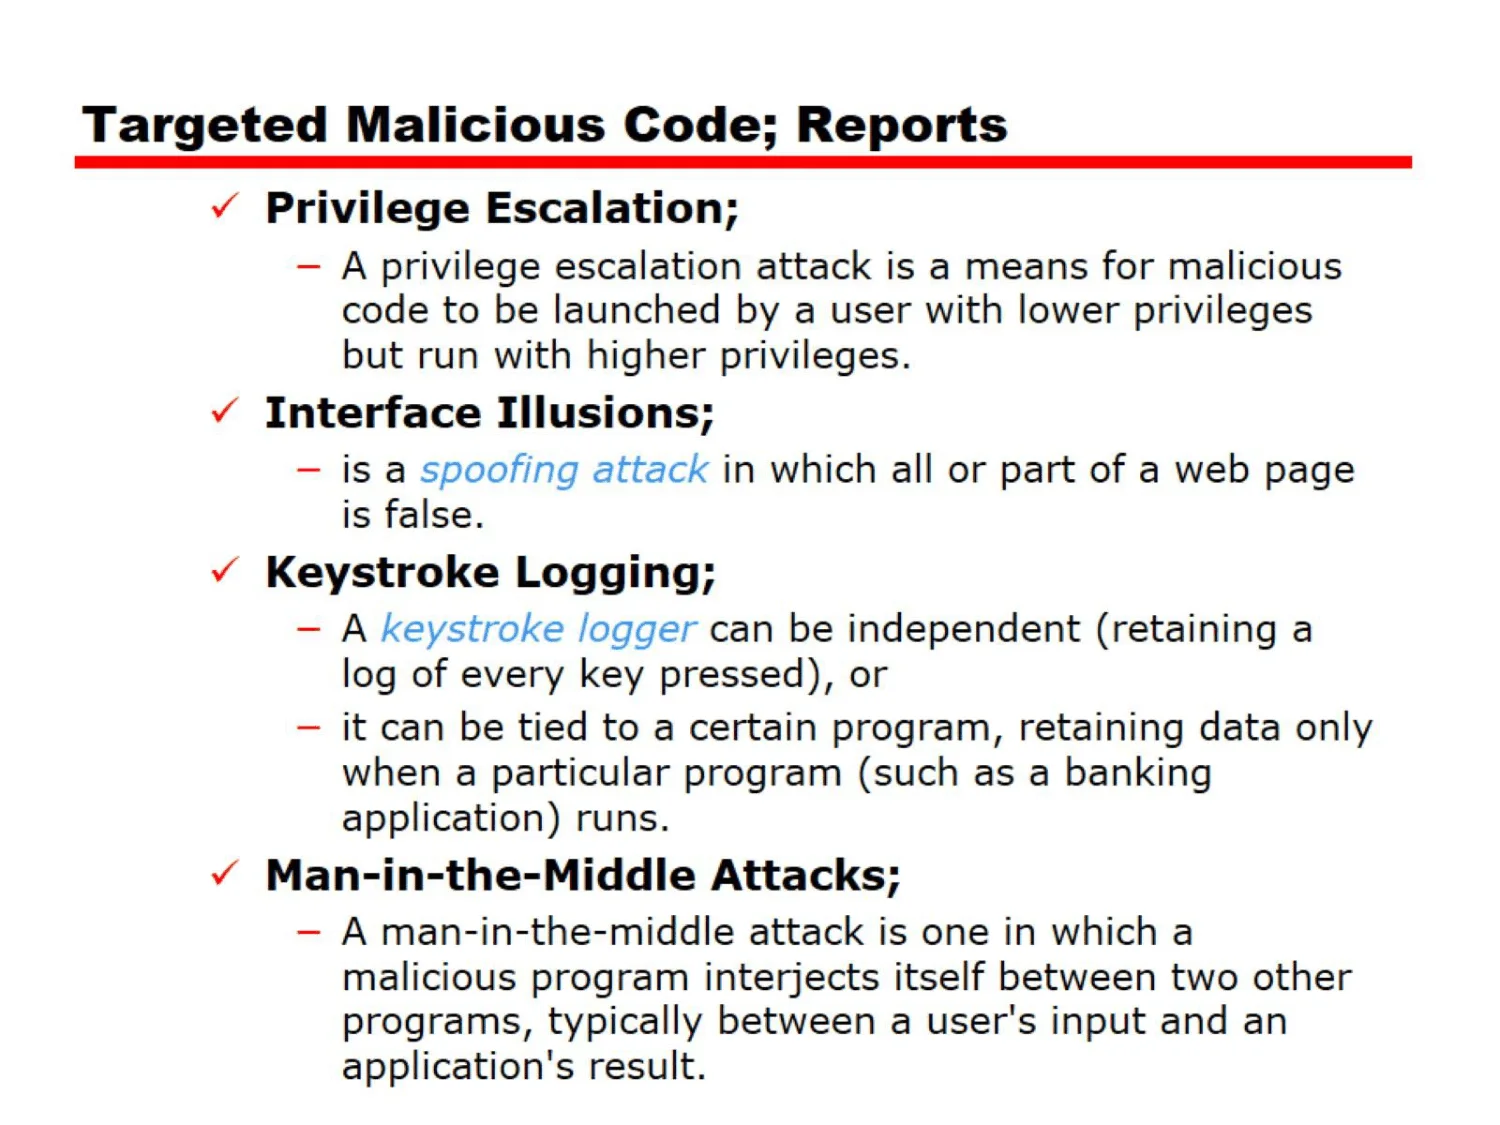 Targeted Malicious Code; Reports
✓ Privilege Escalation;
– A privilege escalation attack is a means for malicious
code to be launched by a user with lower privileges
but run with higher privileges.
✓ Interface Illusions;
– is a spoofing attack in which all or part of a web page
is false.
✓ Keystroke Logging;
– A keystroke logger can be independent (retaining a
log of every key pressed), or
– it can be tied to a certain program, retaining data only
when a particular program (such as a banking
application) runs.
✓ Man-in-the-Middle Attacks;
– A man-in-the-middle attack is one in which a
malicious program interjects itself between two other
programs, typically between a user's input and an
application's result.